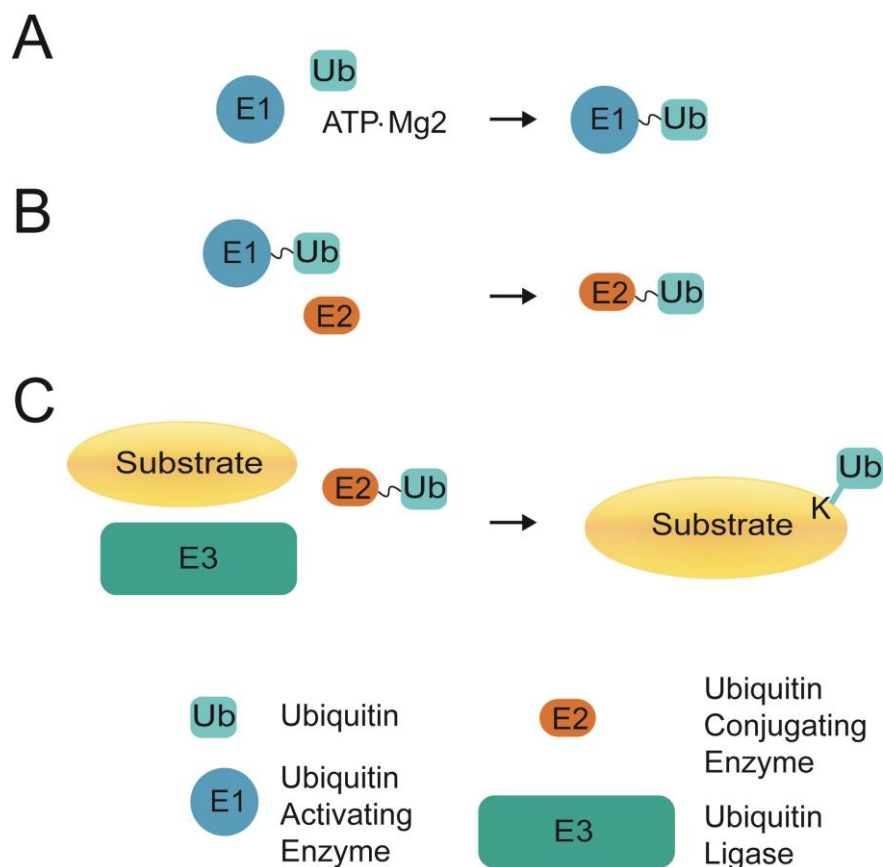 A
E1
Ub
ATP·Mg2
E1
Ub
B
E1
Ub
E2
E2
Ub
C
Substrate
E3
E2
Ub
Substrate
K
Ub
Ub
Ubiquitin
E1
Ubiquitin
Activating
Enzyme
E2
Ubiquitin
Conjugating
Enzyme
E3
Ubiquitin
Ligase